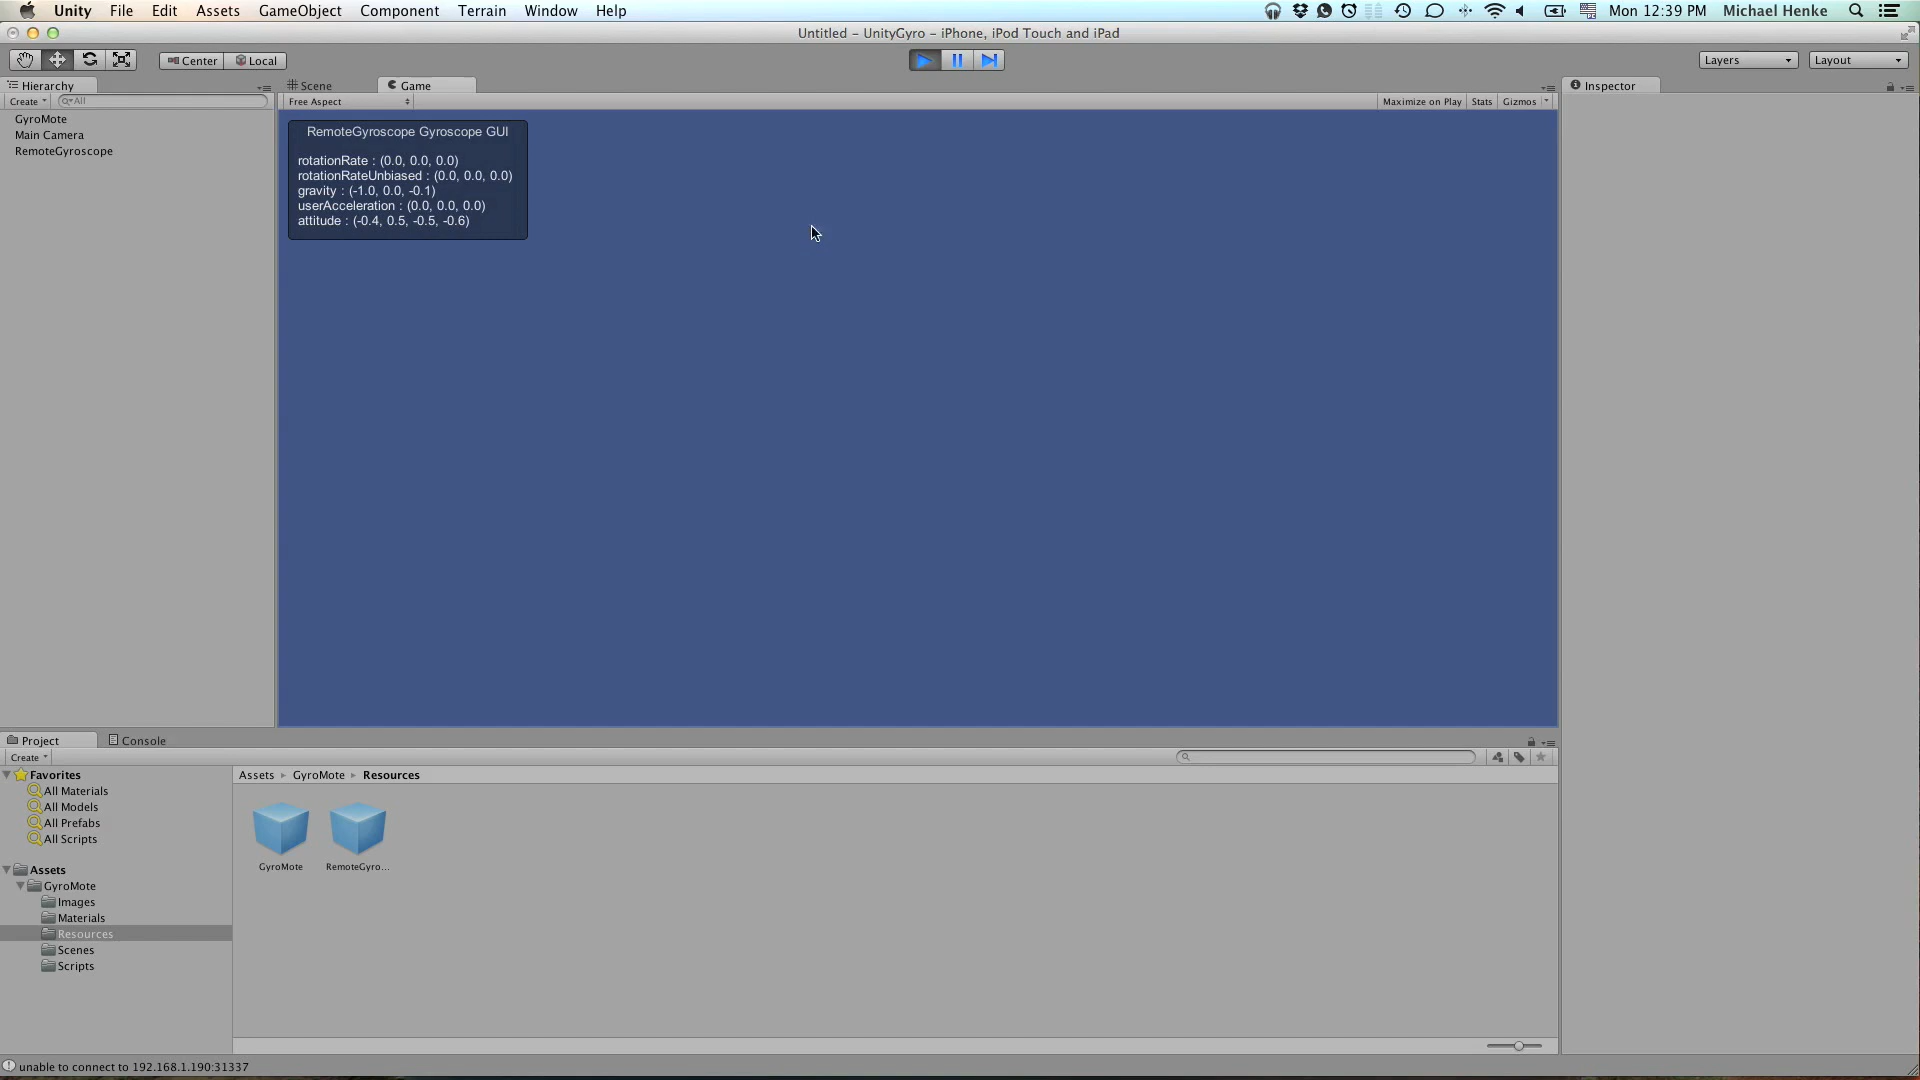 Unity File Edit Assets GameObject Component Terrain Window Help Mon 12:39 PM Michael Henke
Untitled - UnityGyro - iPhone, iPod Touch and iPad
Center Local Layers Layout
Hierarchy
Create All
GyroMote
Main Camera
RemoteGyroscope
Scene Game
Free Aspect Maximize on Play Stats Gizmos
RemoteGyroscope Gyroscope GUI
rotationRate : (0.0, 0.0, 0.0)
rotationRateUnbiased : (0.0, 0.0, 0.0)
gravity : (-1.0, 0.0, -0.1)
userAcceleration : (0.0, 0.0, 0.0)
attitude : (-0.4, 0.5, -0.5, -0.6)
Inspector
Project Console
Create
Favorites
All Materials
All Models
All Prefabs
All Scripts
Assets
GyroMote
Images
Materials
Resources
Scenes
Scripts
Assets GyroMote Resources
GyroMote RemoteGyro...
unable to connect to 192.168.1.190:31337